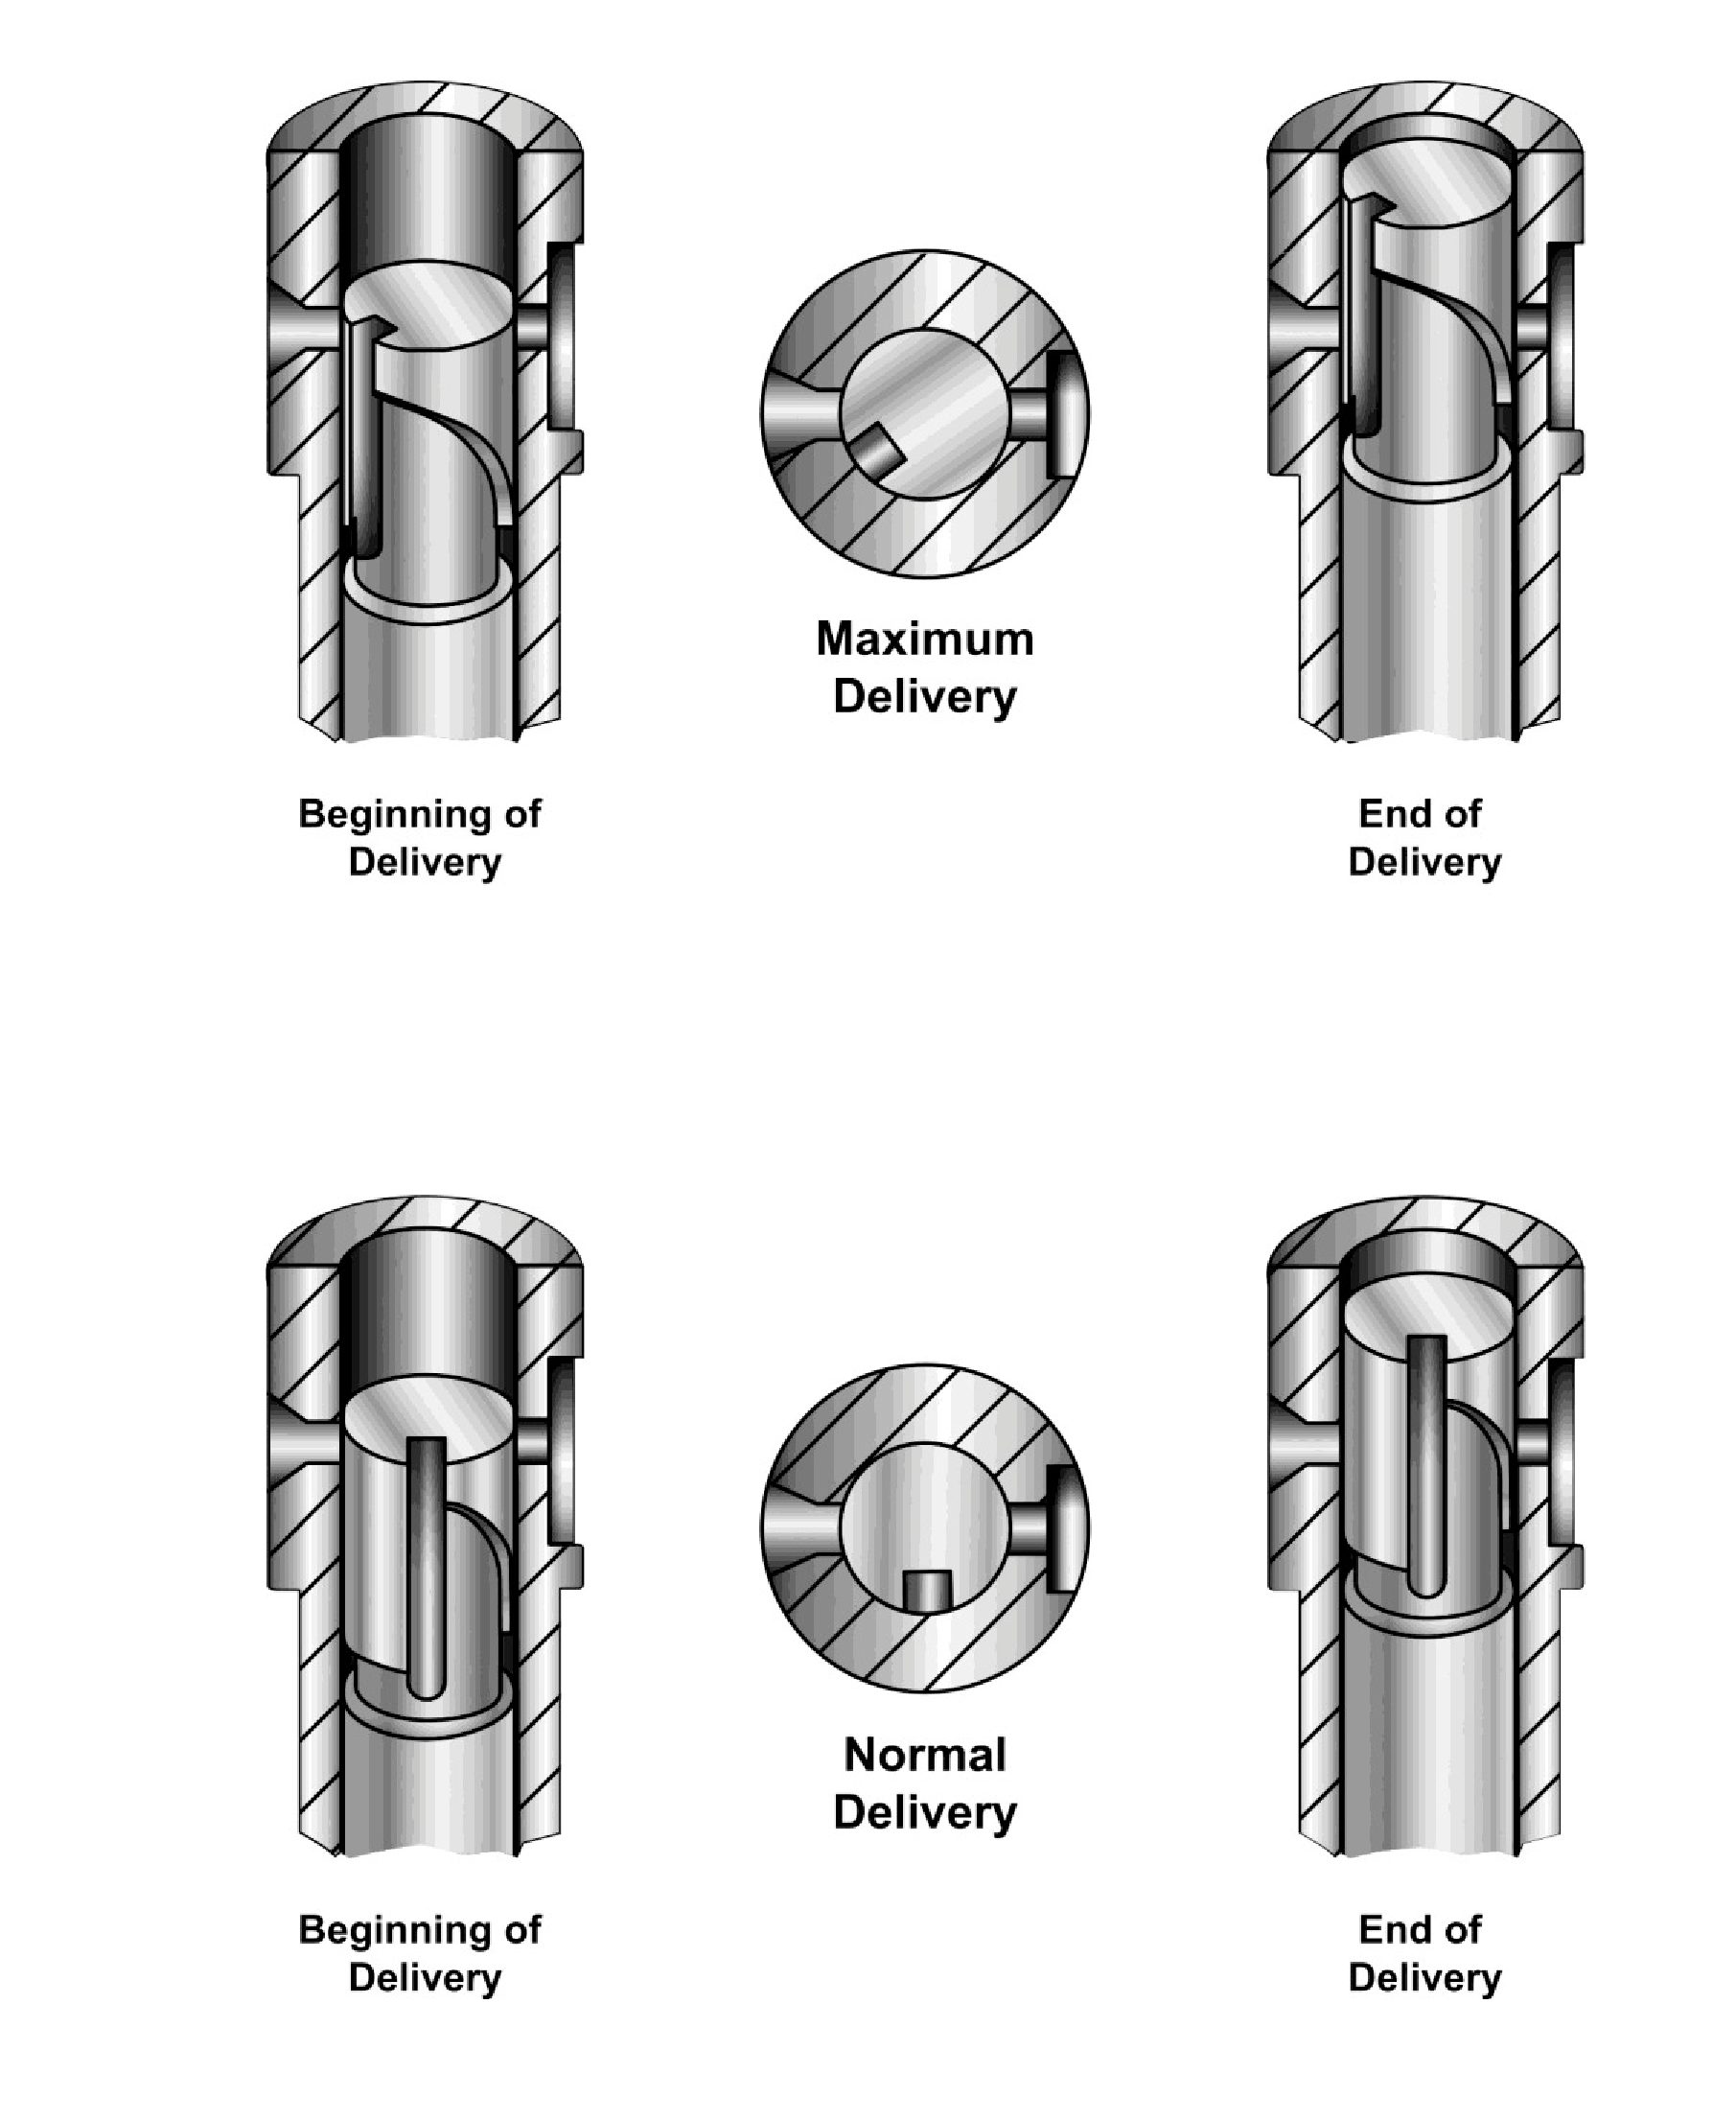 Maximum
Delivery
Beginning of
Delivery
End of
Delivery
Normal
Delivery
Beginning of
Delivery
End of
Delivery